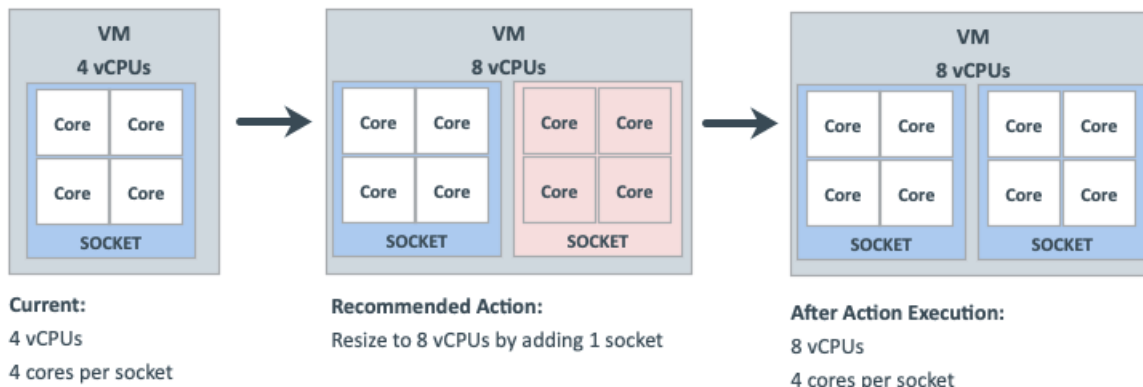 VM
4 vCPUs
Core Core
Core Core
SOCKET
Current:
4 vCPUs
4 cores per socket
VM
8 vCPUs
Core Core Core Core
Core Core Core Core
SOCKET SOCKET
Recommended Action:
Resize to 8 vCPUs by adding 1 socket
VM
8 vCPUs
Core Core Core Core
Core Core Core Core
SOCKET SOCKET
After Action Execution:
8 vCPUs
4 cores per socket